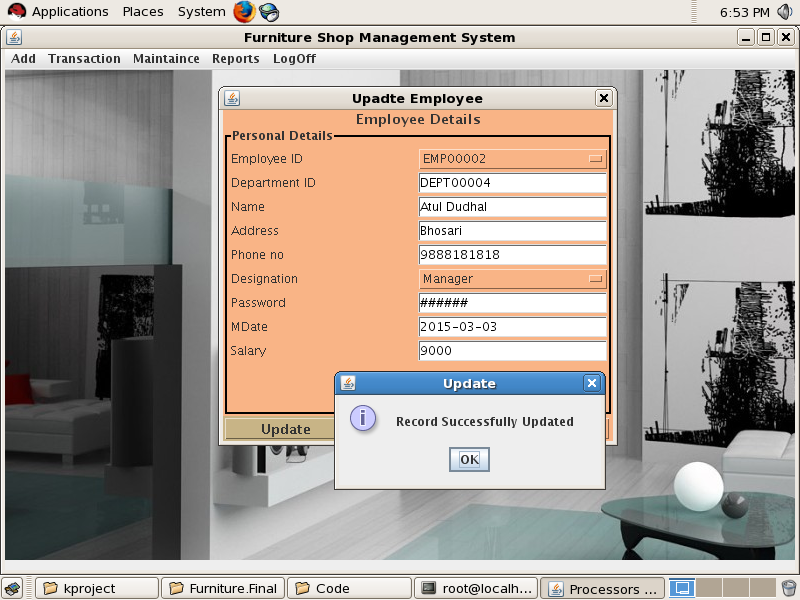 Applications Places System 6:53 PM
Furniture Shop Management System
Add Transaction Maintaince Reports LogOff
Upadte Employee
Employee Details
Personal Details
Employee ID EMP00002
Department ID DEPT00004
Name Atul Dudhal
Address Bhosari
Phone no 9888181818
Designation Manager
Password ######
MDate 2015-03-03
Salary 9000
Update
Update
Record Successfully Updated
OK
kproject Furniture.Final Code root@localh... Processors ...